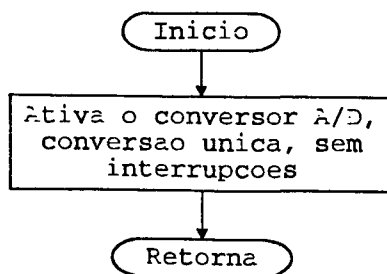 Inicio
Ativa o conversor A/D,
conversao unica, sem
interrupcoes
Retorna